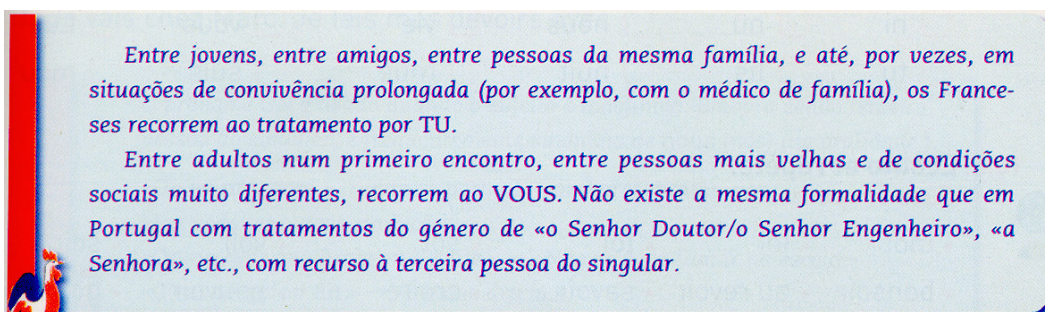 Entre jovens, entre amigos, entre pessoas da mesma família, e até, por vezes, em
situações de convivência prolongada (por exemplo, com o médico de família), os France-
ses recorrem ao tratamento por TU.
Entre adultos num primeiro encontro, entre pessoas mais velhas e de condições
sociais muito diferentes, recorrem ao VOUS. Não existe a mesma formalidade que em
Portugal com tratamentos do género de «o Senhor Doutor/o Senhor Engenheiro», «a
Senhora», etc., com recurso à terceira pessoa do singular.